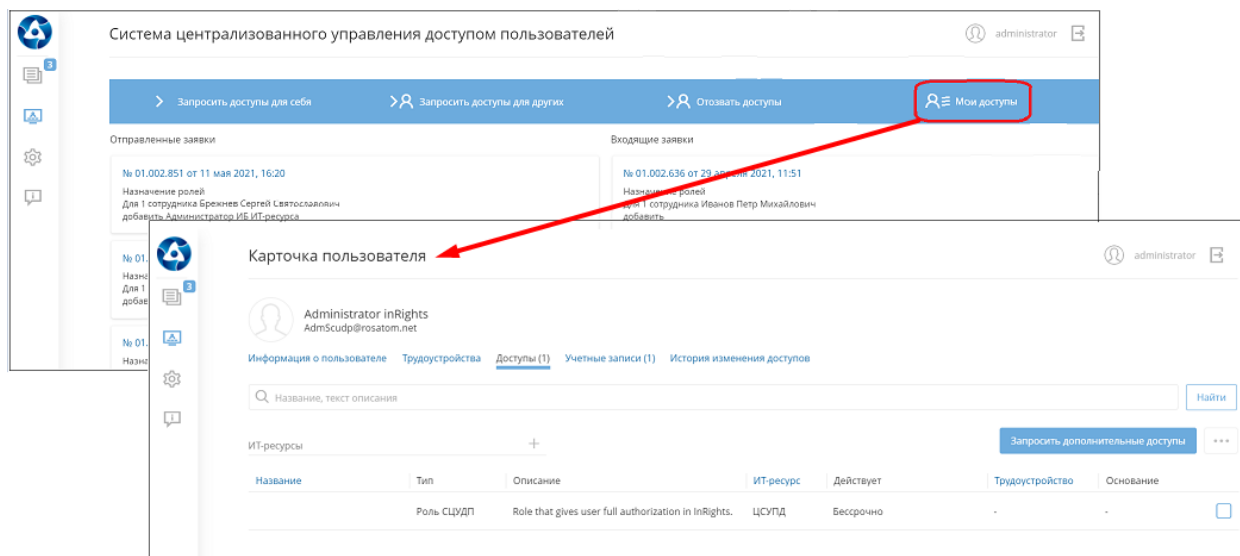 Система централизованного управления доступом пользователей
administrator
3
Запросить доступы для себя
Запросить доступы для других
Отозвать доступы
Мои доступы
Отправленные заявки
Входящие заявки
№ 01.002.851 от 11 мая 2021, 16:20
Назначение ролей
Для 1 сотрудника Брежнев Сергей Святославович
добавить Администратор ИБ ИТ-ресурса
№ 01.002.636 от 29 апреля 2021, 11:51
Назначение ролей
Для 1 сотрудника Иванов Петр Михайлович
добавить
№ 01.
Назна
Для 1
добав
№ 01.
Назна
Карточка пользователя
administrator
3
Administrator inRights
AdmScudp@rosatom.net
Информация о пользователе Трудоустройства Доступы (1) Учетные записи (1) История изменения доступов
Название, текст описания
Найти
ИТ-ресурсы
Запросить дополнительные доступы
Название Тип Описание ИТ-ресурс Действует Трудоустройство Основание
Роль СЦУДП Role that gives user full authorization in InRights. ЦСУПД Бессрочно - -